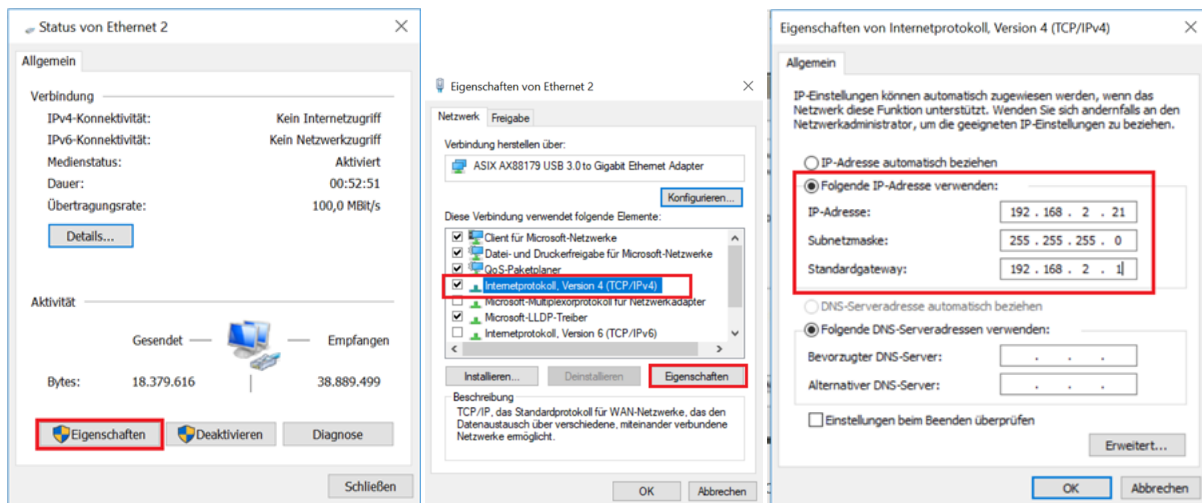 Status von Ethernet 2
Allgemein
Verbindung
IPv4-Konnektivität: Kein Internetzugriff
IPv6-Konnektivität: Kein Netzwerkzugriff
Medienstatus: Aktiviert
Dauer: 00:52:51
Übertragungsrate: 100,0 MBit/s
Details...
Aktivität
Gesendet — — Empfangen
Bytes: 18.379.616 38.889.499
Eigenschaften Deaktivieren Diagnose
Schließen
Eigenschaften von Ethernet 2
Netzwerk Freigabe
Verbindung herstellen über:
ASIX AX88179 USB 3.0 to Gigabit Ethernet Adapter
Konfigurieren...
Diese Verbindung verwendet folgende Elemente:
Client für Microsoft-Netzwerke
Datei- und Druckerfreigabe für Microsoft-Netzwerke
QoS-Paketplaner
Internetprotokoll, Version 4 (TCP/IPv4)
Microsoft-Multiplexorprotokoll für Netzwerkadapter
Microsoft-LLDP-Treiber
Internetprotokoll, Version 6 (TCP/IPv6)
Installieren... Deinstallieren Eigenschaften
Beschreibung
TCP/IP, das Standardprotokoll für WAN-Netzwerke, das den
Datenaustausch über verschiedene, miteinander verbundene
Netzwerke ermöglicht.
OK Abbrechen
Eigenschaften von Internetprotokoll, Version 4 (TCP/IPv4)
Allgemein
IP-Einstellungen können automatisch zugewiesen werden, wenn das
Netzwerk diese Funktion unterstützt. Wenden Sie sich andernfalls an den
Netzwerkadministrator, um die geeigneten IP-Einstellungen zu beziehen.
IP-Adresse automatisch beziehen
Folgende IP-Adresse verwenden:
IP-Adresse: 192 . 168 . 2 . 21
Subnetzmaske: 255 . 255 . 255 . 0
Standardgateway: 192 . 168 . 2 . 1
DNS-Serveradresse automatisch beziehen
Folgende DNS-Serveradressen verwenden:
Bevorzugter DNS-Server: . . .
Alternativer DNS-Server: . . .
Einstellungen beim Beenden überprüfen
Erweitert...
OK Abbrechen